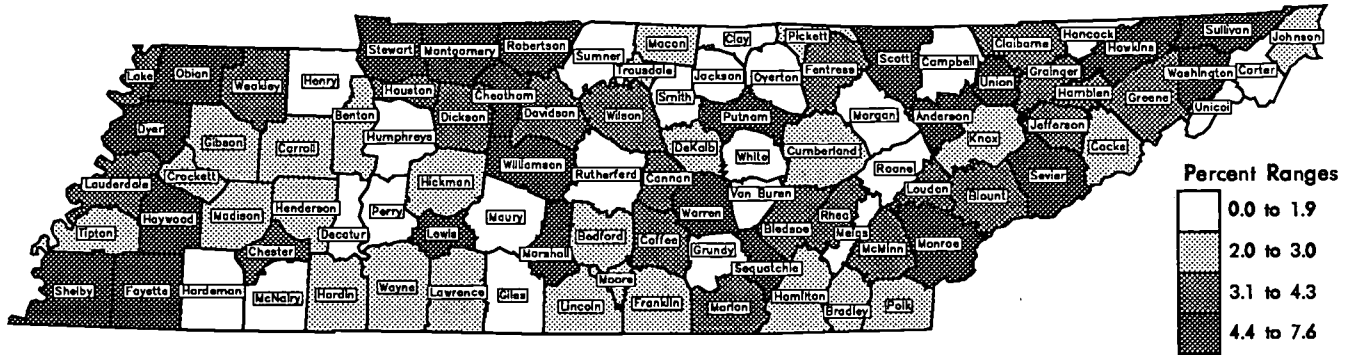 Stewart Montgomery Robertson Sumner Macon Clay Pickett Scott Campbell Claiborne Hancock Hawkins Sullivan Johnson
Lake Obion Weakley Henry Houston Cheatham Trousdale Jackson Overton Fentress Union Grainger Hamblen Washington Carter
Benton Dickson Davidson Wilson Smith Putnam Morgan Anderson Knox Jefferson Greene Unicoi
Dyer Gibson Carroll Humphreys Williamson Rutherford DeKalb White Cumberland Roane Cocke
Crockett Hickman Cannon Van Buren Loudon Blount Sevier
Lauderdale Haywood Madison Henderson Decatur Perry Lewis Maury Bedford Coffee Warren Bledsoe Rhea Meigs McMinn Monroe
Tipton Chester Marshall Moore Grundy Sequatchie
Shelby Fayette Hardeman McNairy Hardin Wayne Lawrence Giles Lincoln Franklin Marion Hamilton Bradley Polk
Percent Ranges
0.0 to 1.9
2.0 to 3.0
3.1 to 4.3
4.4 to 7.6